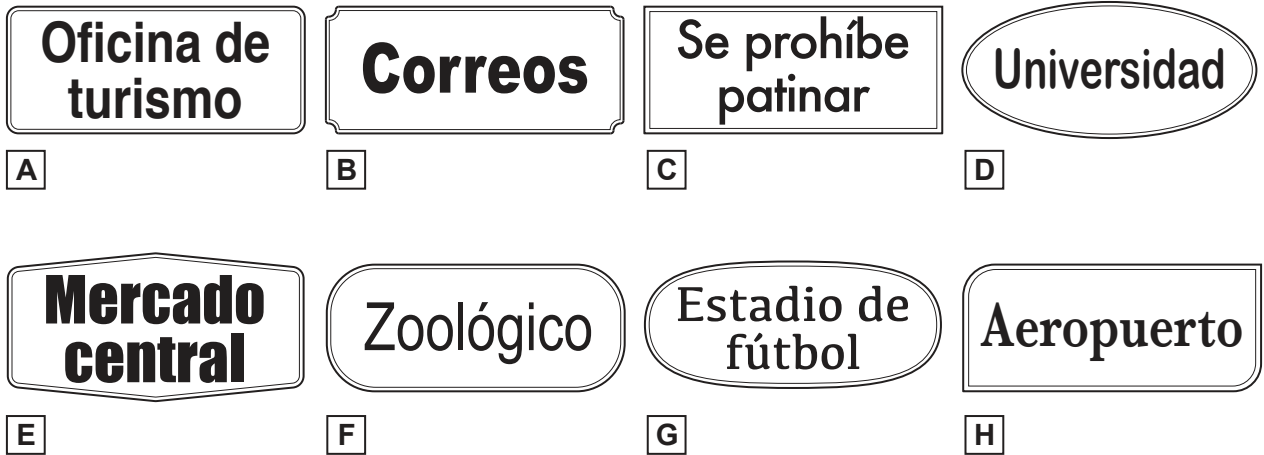 Oficina de
turismo
A
Correos
B
Se prohíbe
patinar
C
Universidad
D
Mercado
central
E
Zoológico
F
Estadio de
fútbol
G
Aeropuerto
H